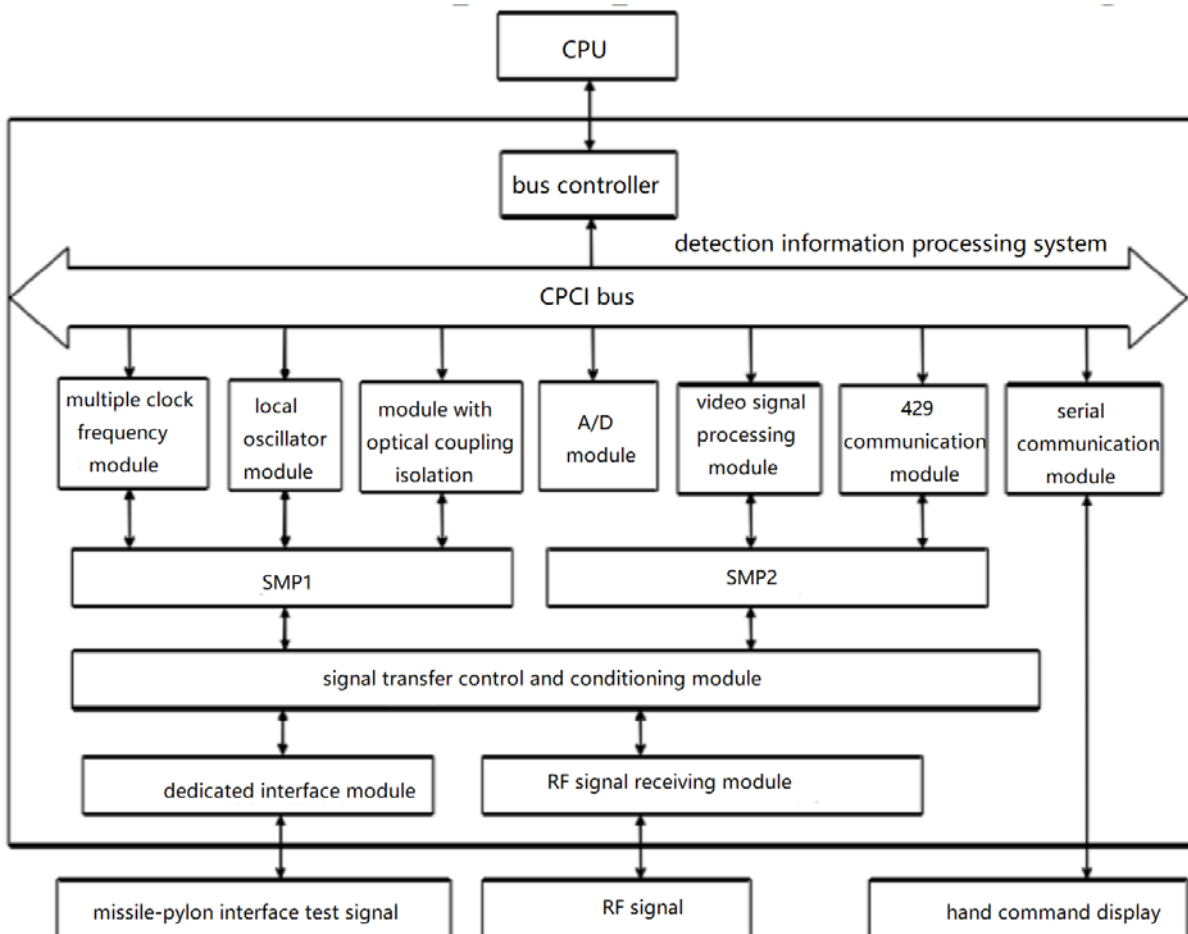 CPU
bus controller
detection information processing system
CPCI bus
multiple clock
frequency
module
local
oscillator
module
module with
optical coupling
isolation
A/D
module
video signal
processing
module
429
communication
module
serial
communication
module
SMP1
SMP2
signal transfer control and conditioning module
dedicated interface module
RF signal receiving module
missile-pylon interface test signal
RF signal
hand command display